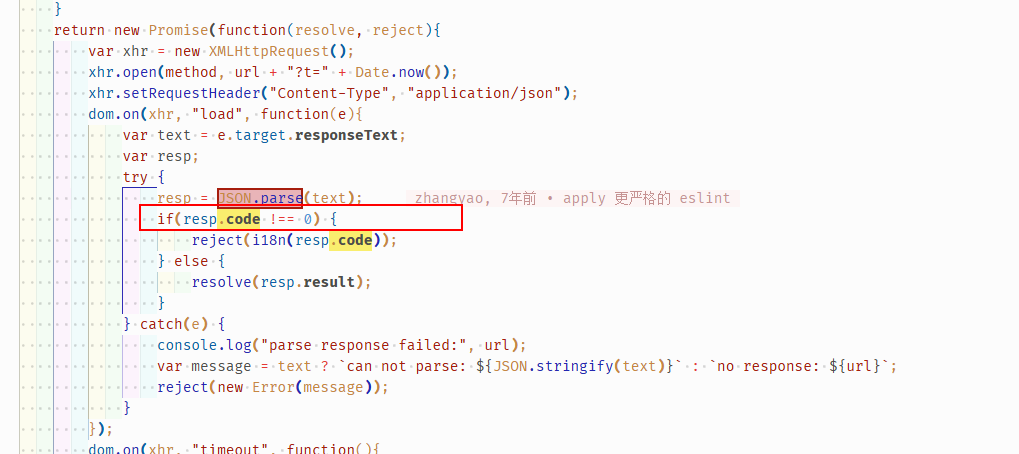 }
return new Promise(function(resolve, reject){
var xhr = new XMLHttpRequest();
xhr.open(method, url + "?t=" + Date.now());
xhr.setRequestHeader("Content-Type", "application/json");
dom.on(xhr, "load", function(e){
var text = e.target.responseText;
var resp;
try {
resp = JSON.parse(text); zhangyao, 7年前 • apply 更严格的 eslint
if(resp.code !== 0) {
reject(i18n(resp.code));
} else {
resolve(resp.result);
}
} catch(e) {
console.log("parse response failed:", url);
var message = text ? `can not parse: ${JSON.stringify(text)}` : `no response: ${url}`;
reject(new Error(message));
}
});
dom.on(xhr, "timeout", function(){